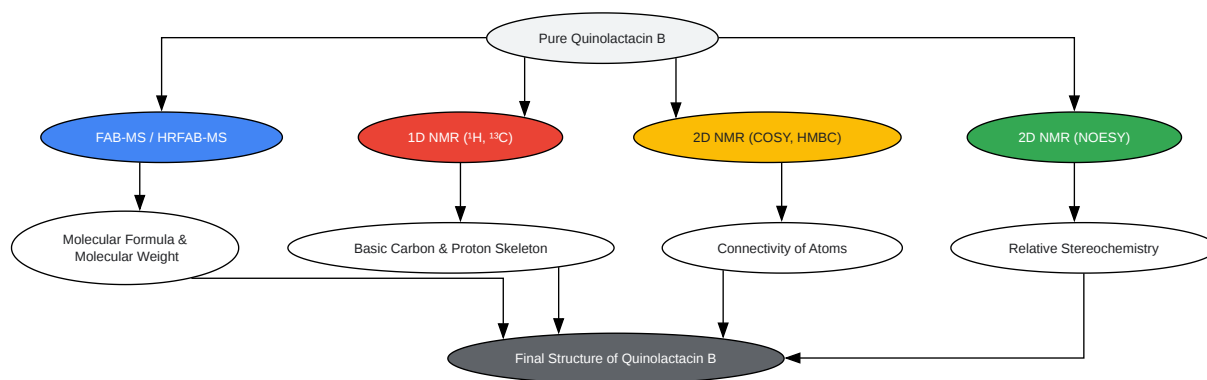 Pure Quinolactacin B
FAB-MS / HRFAB-MS
1D NMR (¹H, ¹³C)
2D NMR (COSY, HMBC)
2D NMR (NOESY)
Molecular Formula &
Molecular Weight
Basic Carbon & Proton Skeleton
Connectivity of Atoms
Relative Stereochemistry
Final Structure of Quinolactacin B